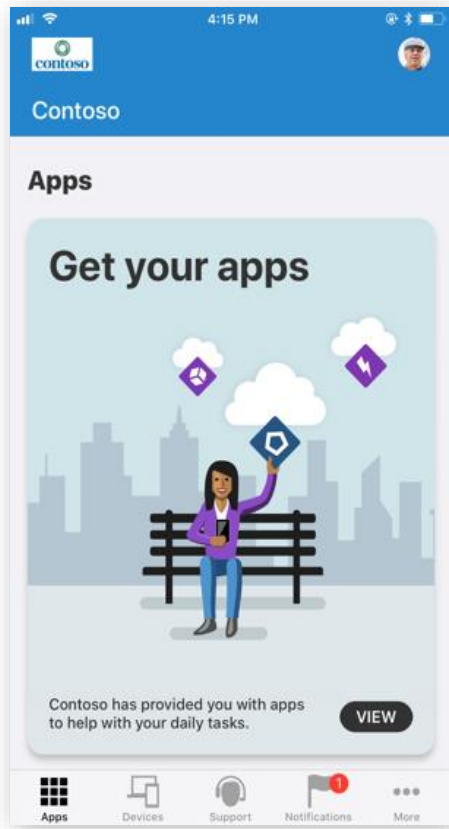 4:15 PM
contoso
Contoso
Apps
Get your apps
Contoso has provided you with apps
to help with your daily tasks.
VIEW
1
Apps
Devices
Support
Notifications
More